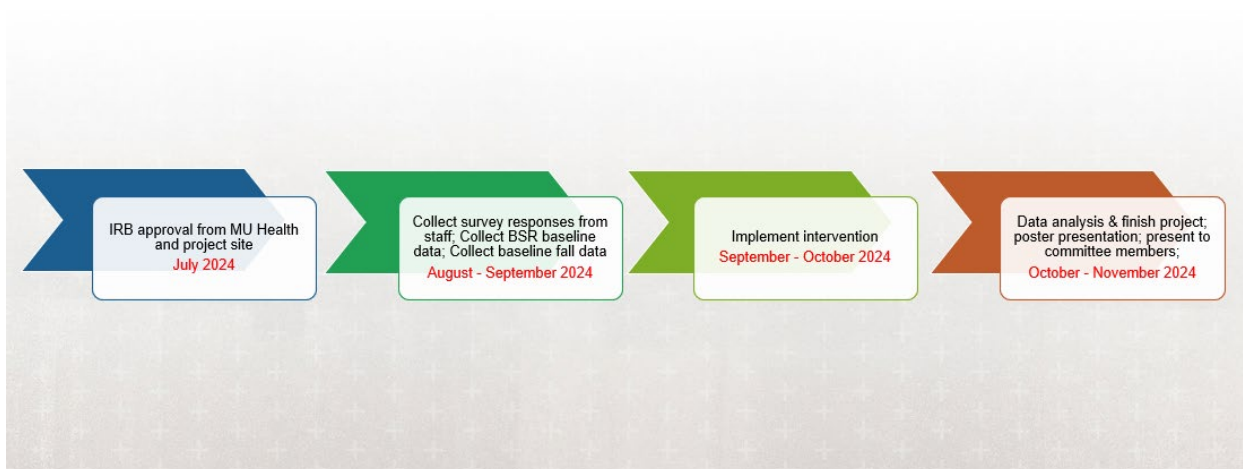 IRB approval from MU Health
and project site
July 2024
Collect survey responses from
staff; Collect BSR baseline
data; Collect baseline fall data
August - September 2024
Implement intervention
September - October 2024
Data analysis & finish project;
poster presentation; present to
committee members;
October - November 2024